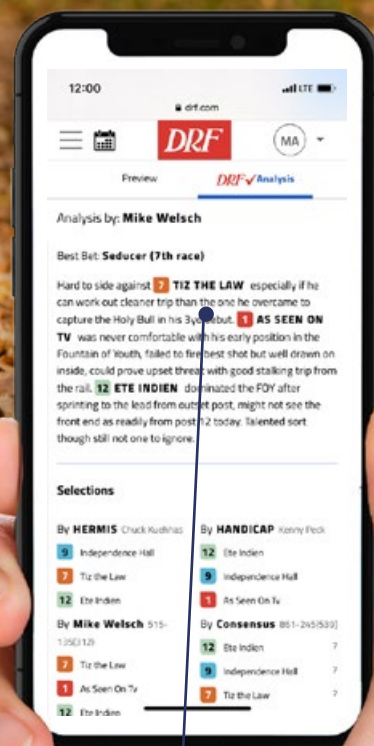 12:00
LTE
drf.com
DRF
MA
Preview
DRF Analysis
Analysis by: Mike Welsch
Best Bet: Seducer (7th race)
Hard to side against 7 TIZ THE LAW especially if he
can work out cleaner trip than the one he overcame to
capture the Holy Bull in his 3yo debut. 1 AS SEEN ON
TV was never comfortable with his early position in the
Fountain of Youth, failed to fire best shot but well drawn on
inside, could prove upset threat with good stalking trip from
the rail. 12 ETE INDIEN dominated the FOY after
sprinting to the lead from outset post, might not see the
front end as readily from post 12 today. Talented sort
though still not one to ignore.
Selections
By HERMIS Chuck
9 Independence Hall
7 Tiz the Law
12 Ete Indien
By HANDICAP Kenny Peck
12 Ete Indien
9 Independence Hall
1 As Seen On Tv
By Mike Welsch 515-
7 Tiz the Law
1 As Seen On Tv
12 Ete Indien
By Consensus
12 Ete Indien 7
9 Independence Hall 7
7 Tiz the Law 7